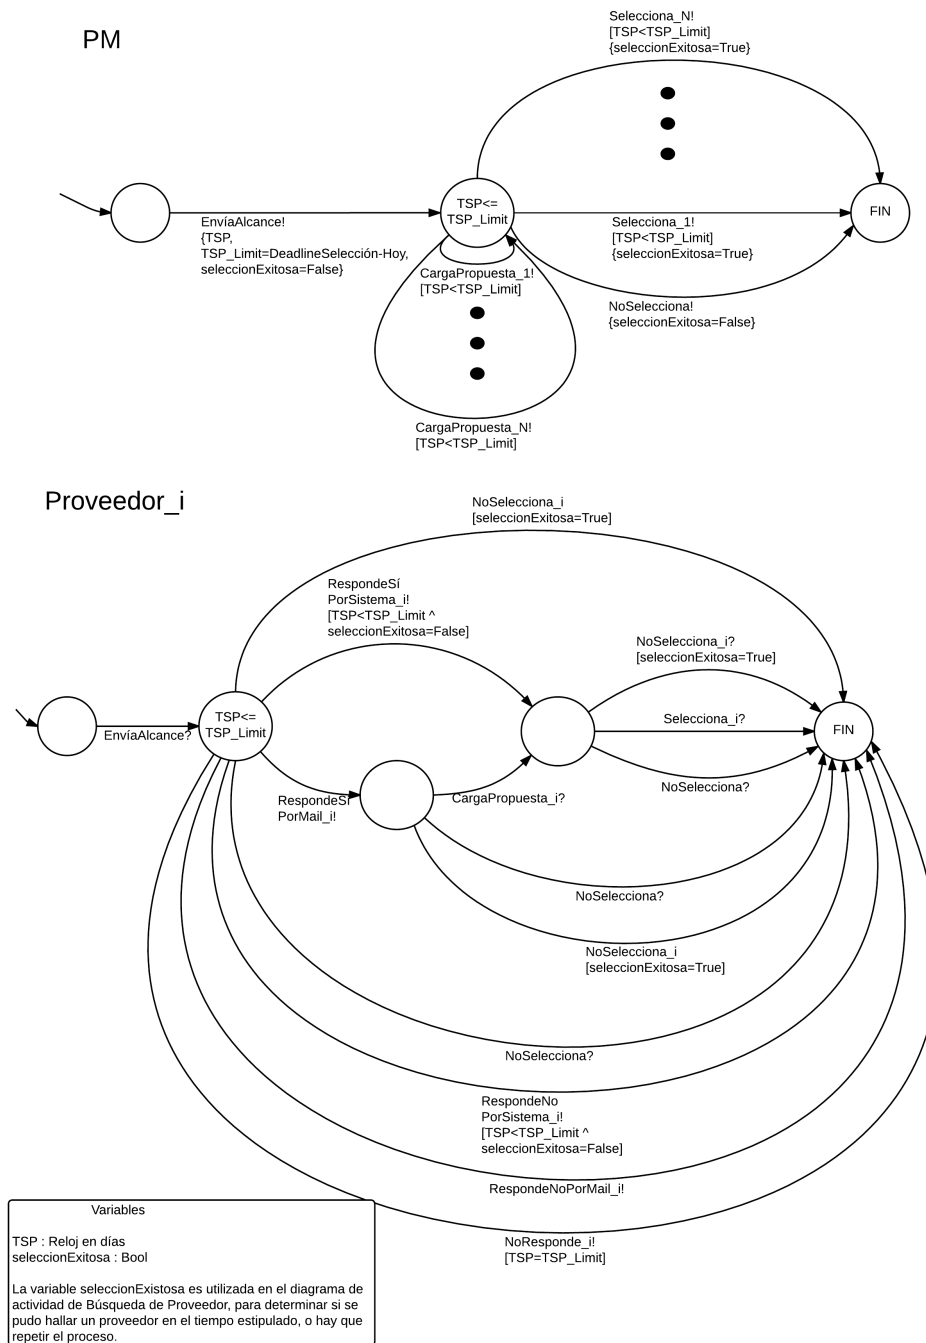 PM
Selecciona_N!
[TSP<TSP_Limit]
{seleccionExitosa=True}
TSP<=
TSP_Limit
FIN
EnvíaAlcance!
{TSP,
TSP_Limit=DeadlineSelección-Hoy,
seleccionExitosa=False}
Selecciona_1!
[TSP<TSP_Limit]
{seleccionExitosa=True}
CargaPropuesta_1!
[TSP<TSP_Limit]
NoSelecciona!
{seleccionExitosa=False}
CargaPropuesta_N!
[TSP<TSP_Limit]
Proveedor_i
NoSelecciona_i
[seleccionExitosa=True]
RespondeSí
PorSistema_i!
[TSP<TSP_Limit ^
seleccionExitosa=False]
NoSelecciona_i?
[seleccionExitosa=True]
TSP<=
TSP_Limit
Selecciona_i?
FIN
EnvíaAlcance?
NoSelecciona?
RespondeSí
PorMail_i!
CargaPropuesta_i?
NoSelecciona?
NoSelecciona_i
[seleccionExitosa=True]
NoSelecciona?
RespondeNo
PorSistema_i!
[TSP<TSP_Limit ^
seleccionExitosa=False]
RespondeNoPorMail_i!
NoResponde_i!
[TSP=TSP_Limit]
Variables
TSP : Reloj en días
seleccionExitosa : Bool
La variable seleccionExistosa es utilizada en el diagrama de
actividad de Búsqueda de Proveedor, para determinar si se
pudo hallar un proveedor en el tiempo estipulado, o hay que
repetir el proceso.